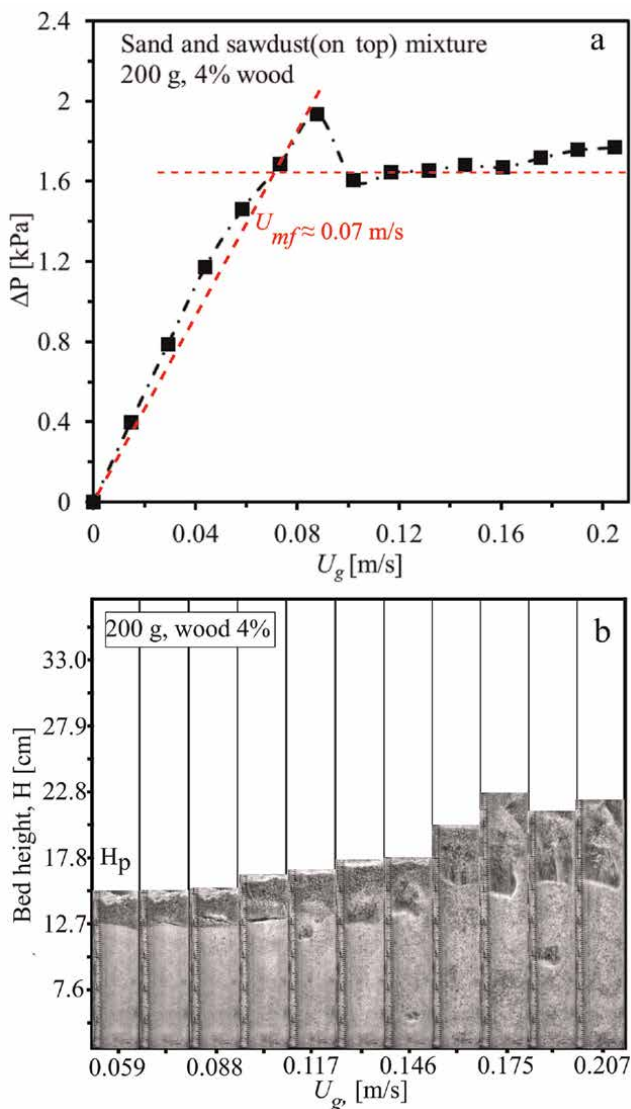 Sand and sawdust(on top) mixture
200 g, 4% wood
a
ΔP [kPa]
2.4
2
1.6
1.2
0.8
0.4
0
U_mf ≈ 0.07 m/s
0 0.04 0.08 0.12 0.16 0.2
U_g [m/s]
200 g, wood 4%
b
Bed height, H [cm]
33.0
27.9
22.8
17.8
H_p
12.7
7.6
0.059 0.088 0.117 0.146 0.175 0.207
U_g, [m/s]